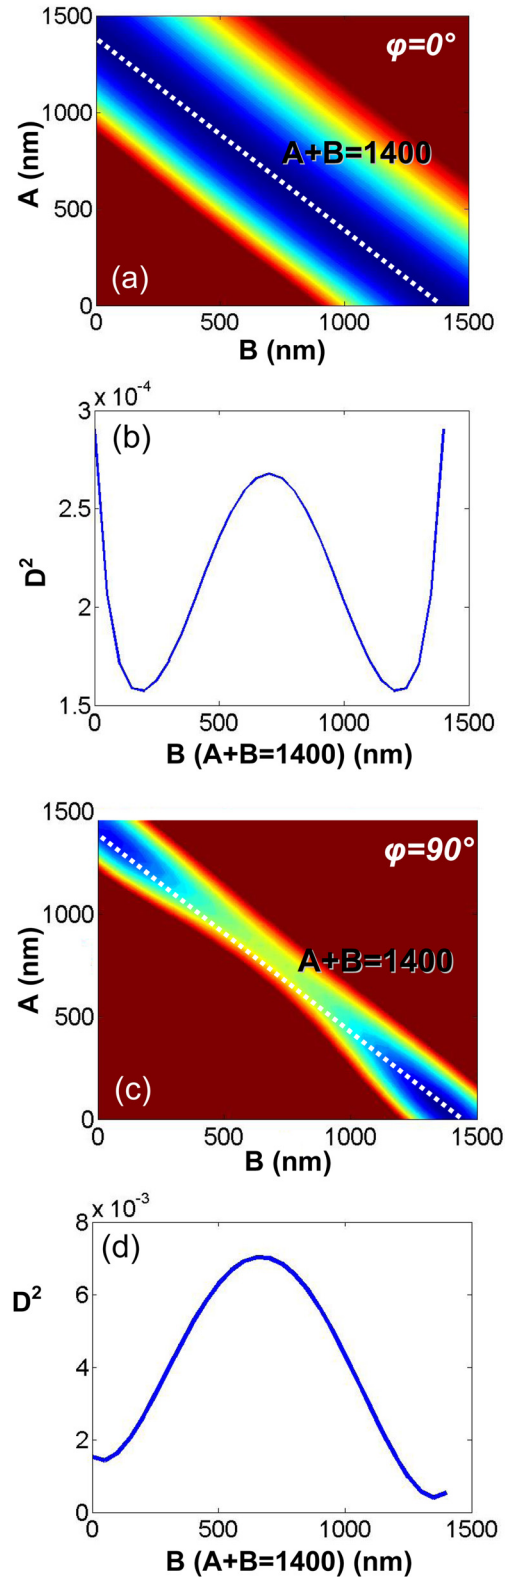 1500
φ=0°
1000
A+B=1400
A (nm)
500
(a)
0
0 500 1000 1500
B (nm)
x 10⁻⁴
3
(b)
2.5
D²
2
1.5
0 500 1000 1500
B (A+B=1400) (nm)
1500
φ=90°
1000
A+B=1400
A (nm)
500
(c)
0
0 500 1000 1500
B (nm)
x 10⁻³
8
(d)
6
D²
4
2
0
0 500 1000 1500
B (A+B=1400) (nm)